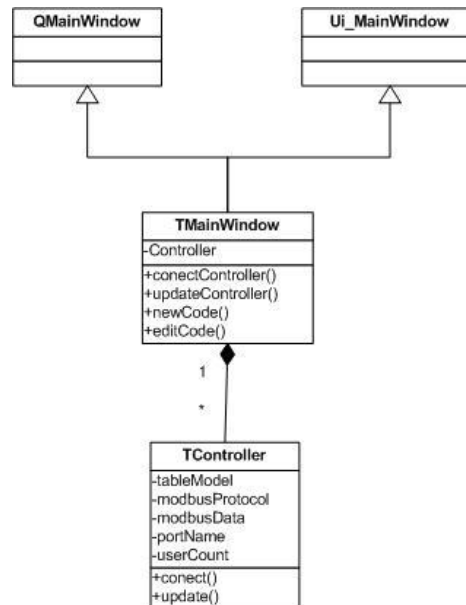 QMainWindow
Ui_MainWindow
TMainWindow
-Controller
+conectController()
+updateController()
+newCode()
+editCode()
1
*
TController
-tableModel
-modbusProtocol
-modbusData
-portName
-userCount
+conect()
+update()